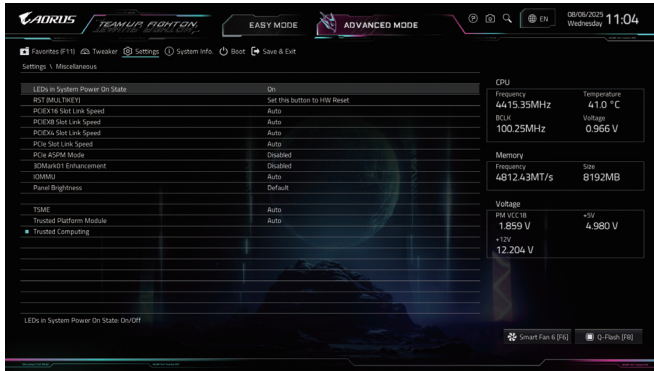 AORUS
TEAM UP. FIGHT ON.
EASY MODE
ADVANCED MODE
EN
08/06/2025
Wednesday
11:04
Favorites (F11) Tweaker Settings System Info. Boot Save & Exit
Settings \ Miscellaneous
LEDs in System Power On State On
RST (MULTIKEY) Set this button to HW Reset
PCIEX16 Slot Link Speed Auto
PCIEX8 Slot Link Speed Auto
PCIEX4 Slot Link Speed Auto
PCIe Slot Link Speed Auto
PCIe ASPM Mode Disabled
3DMark01 Enhancement Disabled
IOMMU Auto
Panel Brightness Default
TSME Auto
Trusted Platform Module Auto
Trusted Computing
LEDs in System Power On State: On/Off
CPU
Frequency Temperature
4415.35MHz 41.0 °C
BCLK Voltage
100.25MHz 0.966 V
Memory
Frequency Size
4812.43MT/s 8192MB
Voltage
PM VCC18 +5V
1.859 V 4.980 V
+12V
12.204 V
Smart Fan 6 [F6] Q-Flash [F8]